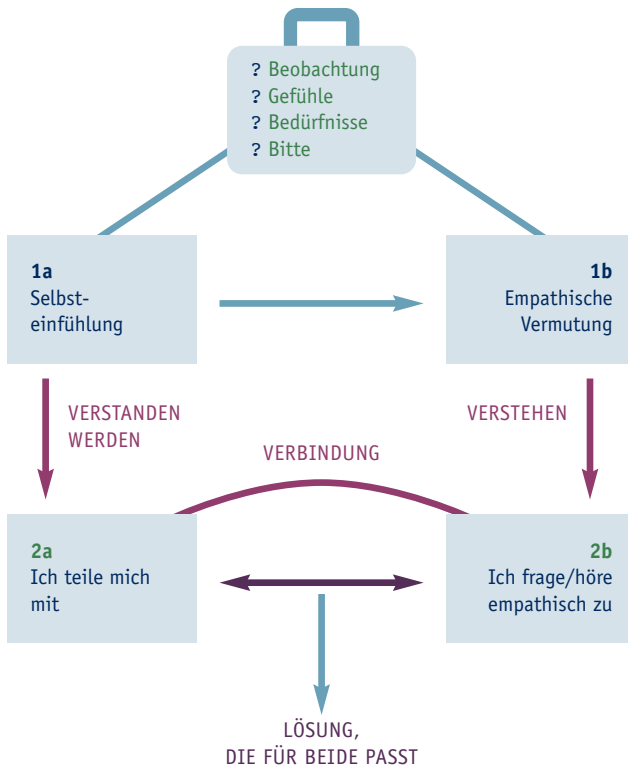 ? Beobachtung
? Gefühle
? Bedürfnisse
? Bitte
1a
Selbst-
einfühlung
1b
Empathische
Vermutung
VERSTANDEN
WERDEN
VERSTEHEN
VERBINDUNG
2a
Ich teile mich
mit
2b
Ich frage/höre
empathisch zu
LÖSUNG,
DIE FÜR BEIDE PASST